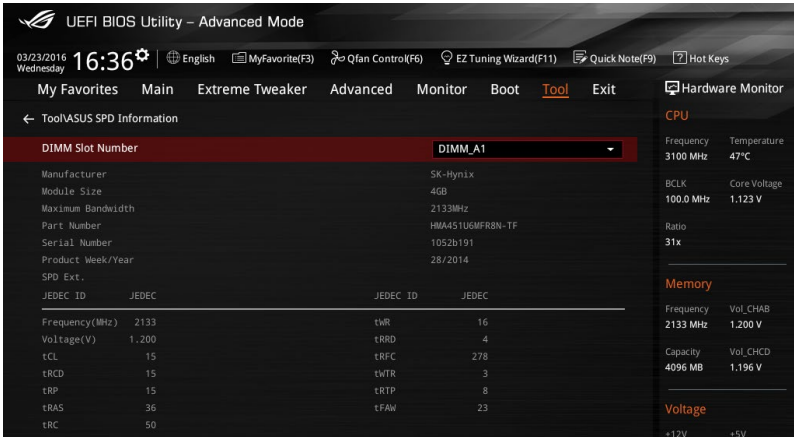 UEFI BIOS Utility – Advanced Mode
03/23/2016 Wednesday 16:36 English MyFavorite(F3) Qfan Control(F6) EZ Tuning Wizard(F11) Quick Note(F9) ? Hot Keys
My Favorites Main Extreme Tweaker Advanced Monitor Boot Tool Exit
← Tool\ASUS SPD Information
DIMM Slot Number DIMM_A1
Manufacturer SK-Hynix
Module Size 4GB
Maximum Bandwidth 2133MHz
Part Number HMA451U6MFR8N-TF
Serial Number 1052b191
Product Week/Year 28/2014
SPD Ext.
JEDEC ID JEDEC JEDEC ID JEDEC
Frequency(MHz) 2133 tWR 16
Voltage(V) 1.200 tRRD 4
tCL 15 tRFC 278
tRCD 15 tWTR 3
tRP 15 tRTP 8
tRAS 36 tFAW 23
tRC 50
Hardware Monitor
CPU
Frequency Temperature
3100 MHz 47°C
BCLK Core Voltage
100.0 MHz 1.123 V
Ratio
31x
Memory
Frequency Vol_CHAB
2133 MHz 1.200 V
Capacity Vol_CHCD
4096 MB 1.196 V
Voltage
+12V +5V